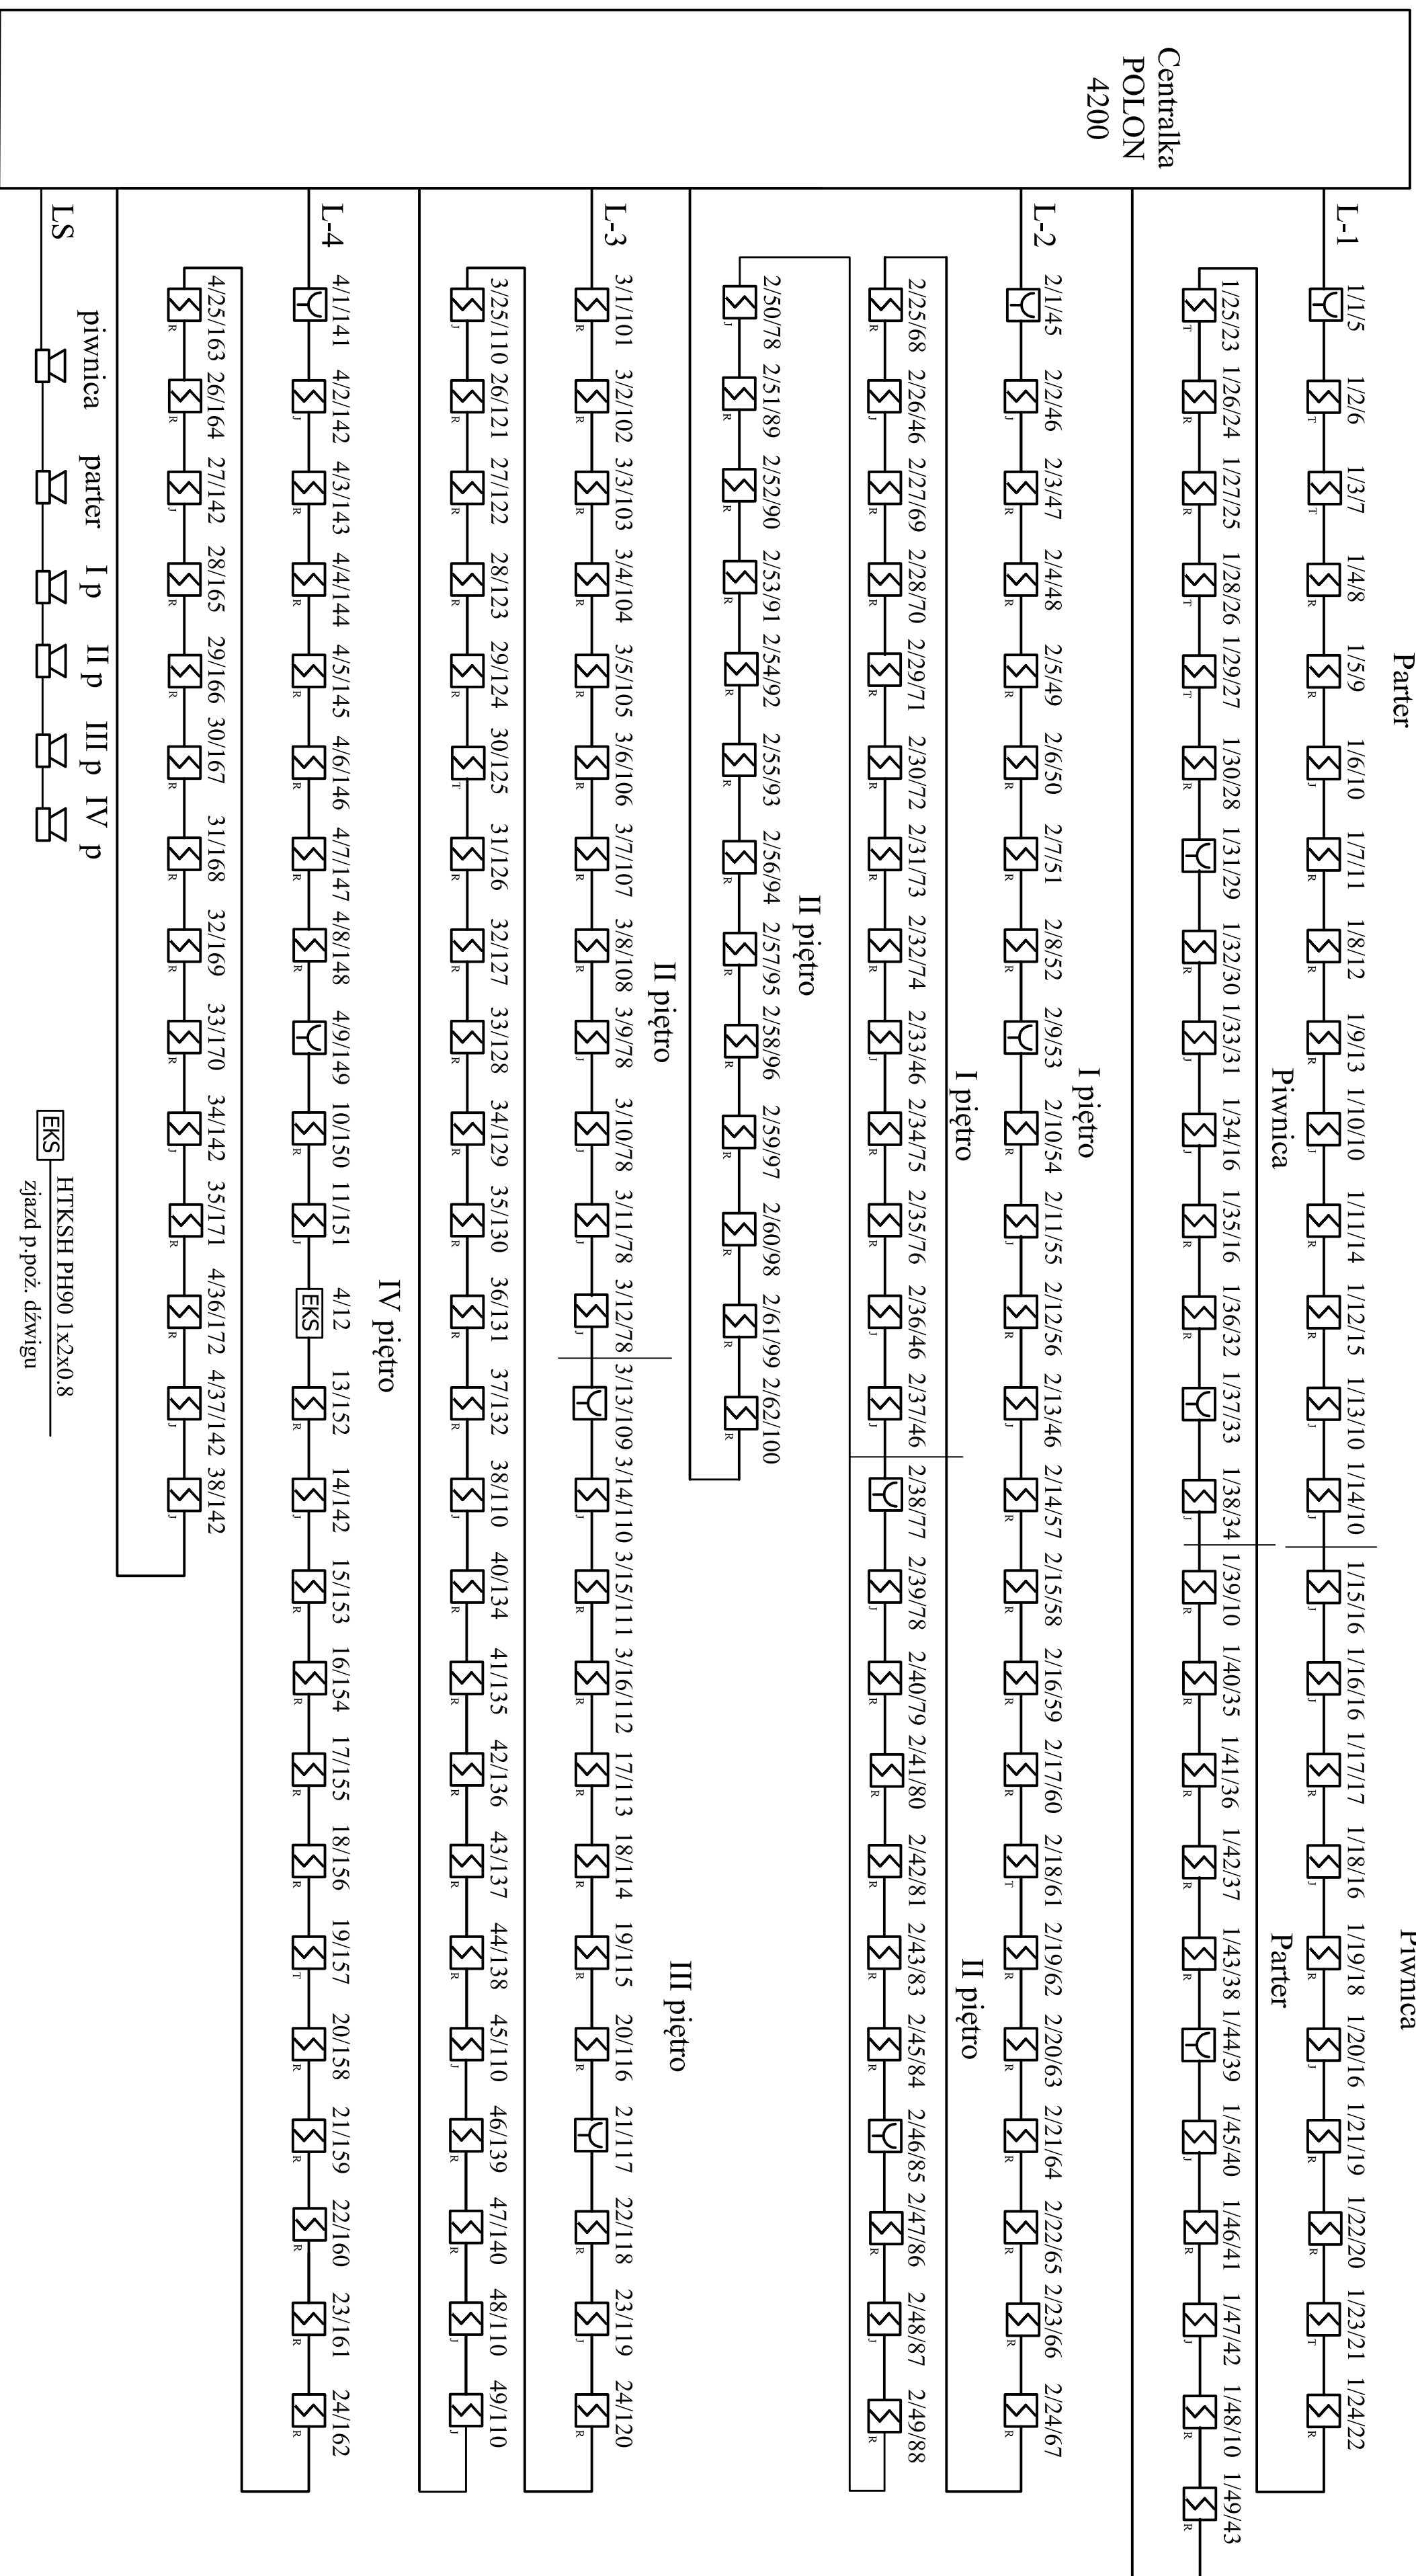 Centralka
POLON
4200
Parter
Piwnica
L-1
1/1/5 1/2/6 1/3/7 1/4/8 1/5/9 1/6/10 1/7/11 1/8/12 1/9/13 1/10/10 1/11/14 1/12/15 1/13/10 1/14/10 1/15/16 1/16/16 1/17/17 1/18/16 1/19/18 1/20/16 1/21/19 1/22/20 1/23/21 1/24/22
T T R R J R R R J R R J J J J R J J R J R R T R
Piwnica
Parter
1/25/23 1/26/24 1/27/25 1/28/26 1/29/27 1/30/28 1/31/29 1/32/30 1/33/31 1/34/16 1/35/16 1/36/32 1/37/33 1/38/34 1/39/10 1/40/35 1/41/36 1/42/37 1/43/38 1/44/39 1/45/40 1/46/41 1/47/42 1/48/10 1/49/43
T R R T T R R J J R R J R R R R R J R J R R
I piętro
L-2
2/1/45 2/2/46 2/3/47 2/4/48 2/5/49 2/6/50 2/7/51 2/8/52 2/9/53 2/10/54 2/11/55 2/12/56 2/13/46 2/14/57 2/15/58 2/16/59 2/17/60 2/18/61 2/19/62 2/20/63 2/21/64 2/22/65 2/23/66 2/24/67
J R R R R R R R J R J R R R R T R R R R R R
I piętro
II piętro
2/25/68 2/26/46 2/27/69 2/28/70 2/29/71 2/30/72 2/31/73 2/32/74 2/33/46 2/34/75 2/35/76 2/36/46 2/37/46 2/38/77 2/39/78 2/40/79 2/41/80 2/42/81 2/43/83 2/45/84 2/46/85 2/47/86 2/48/87 2/49/88
R J R R R R R R J R R J J J R R R R R R J R
II piętro
2/50/78 2/51/89 2/52/90 2/53/91 2/54/92 2/55/93 2/56/94 2/57/95 2/58/96 2/59/97 2/60/98 2/61/99 2/62/100
J R R R R R R R R R R R R
II piętro
III piętro
L-3
3/1/101 3/2/102 3/3/103 3/4/104 3/5/105 3/6/106 3/7/107 3/8/108 3/9/78 3/10/78 3/11/78 3/12/78 3/13/109 3/14/110 3/15/111 3/16/112 17/113 18/114 19/115 20/116 21/117 22/118 23/119 24/120
R R R R R R R R J J J J J R R R R R R R J R
3/25/110 26/121 27/122 28/123 29/124 30/125 31/126 32/127 33/128 34/129 35/130 36/131 37/132 38/110 40/134 41/135 42/136 43/137 44/138 45/110 46/139 47/140 48/110 49/110
J R R R R T R R R R R R R J R R R R R J R R J J
IV piętro
L-4
4/1/141 4/2/142 4/3/143 4/4/144 4/5/145 4/6/146 4/7/147 4/8/148 4/9/149 10/150 11/151 4/12 13/152 14/142 15/153 16/154 17/155 18/156 19/157 20/158 21/159 22/160 23/161 24/162
J R R R R R R R J EKS R J R R R R T R R R R R
4/25/163 26/164 27/142 28/165 29/166 30/167 31/168 32/169 33/170 34/142 35/171 4/36/172 4/37/142 38/142
R R J R R R R R R J R R J J
LS
piwnica parter I p II p III p IV p
EKS
HTKSH PH90 1x2x0.8
zjazd p.poż. dźwigu